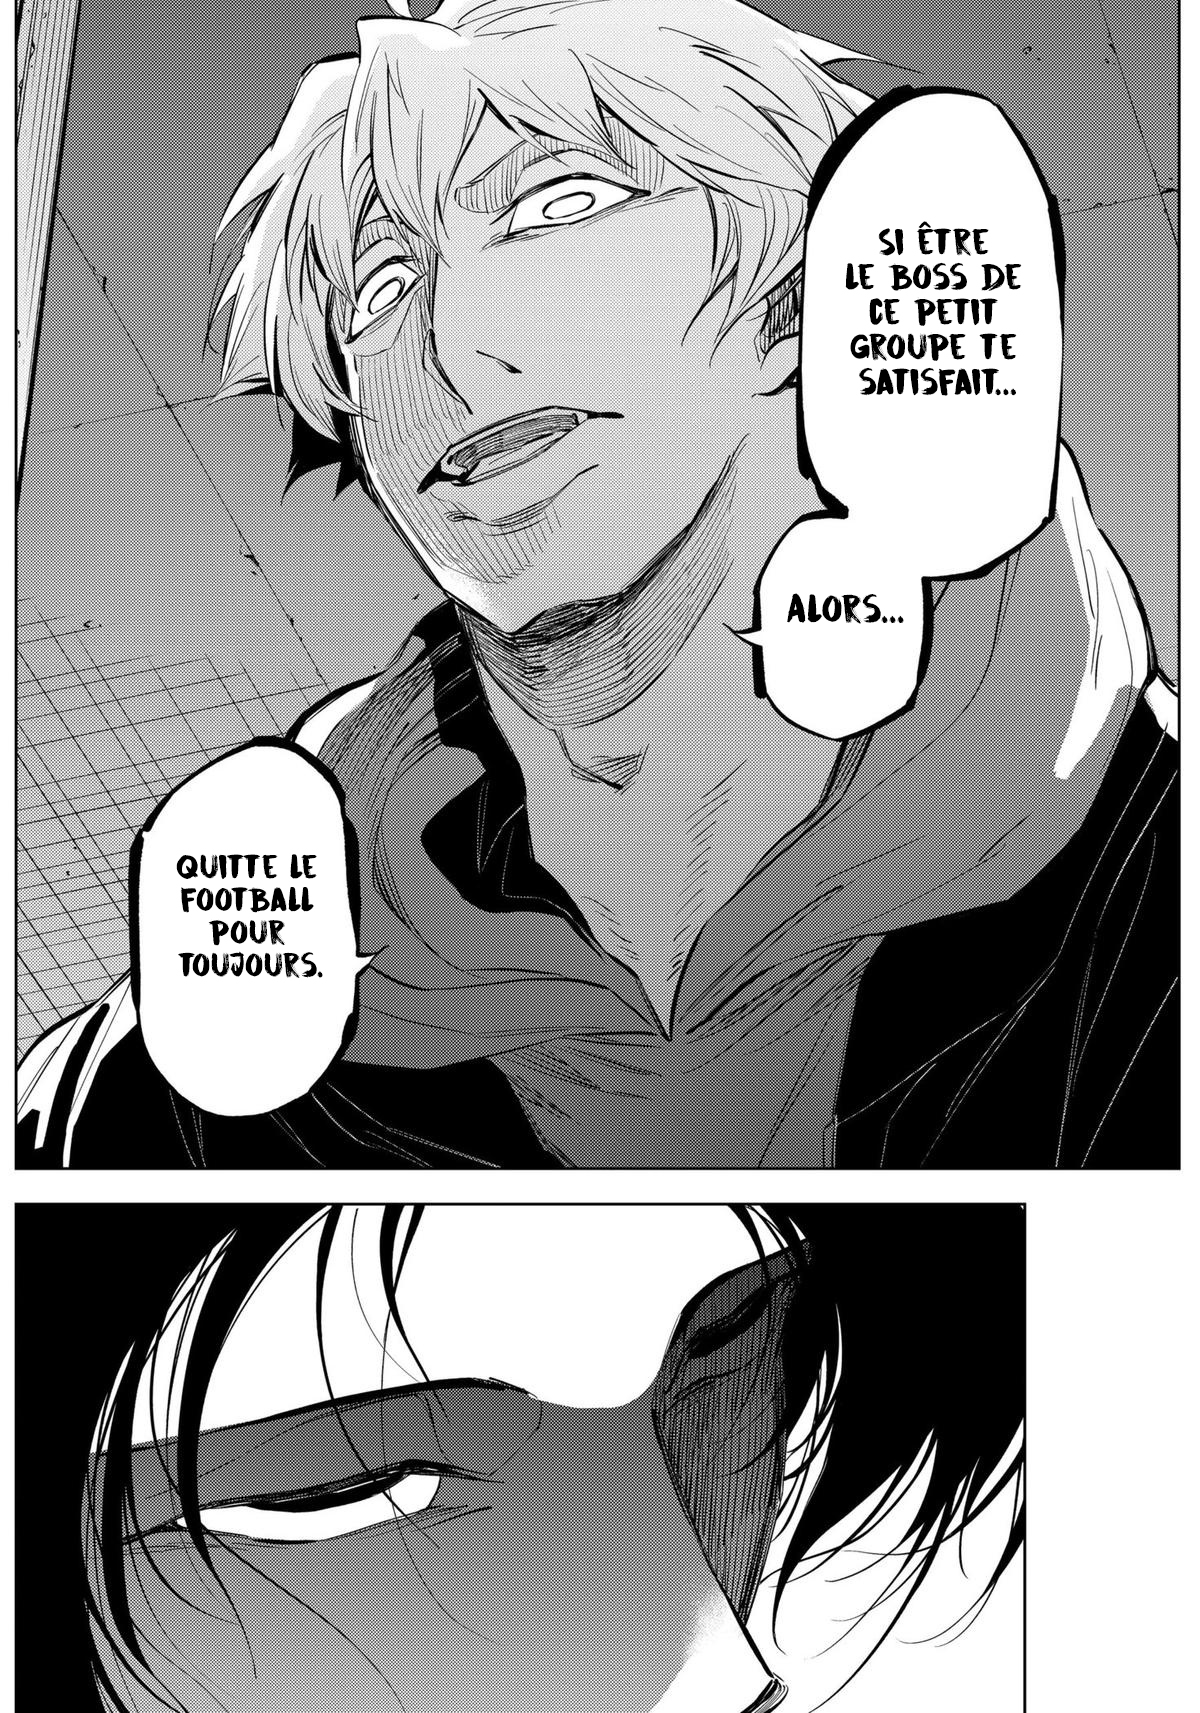 SI ÊTRE
LE BOSS DE
CE PETIT
GROUPE TE
SATISFAIT...
ALORS...
QUITTE LE
FOOTBALL
POUR
TOUJOURS.